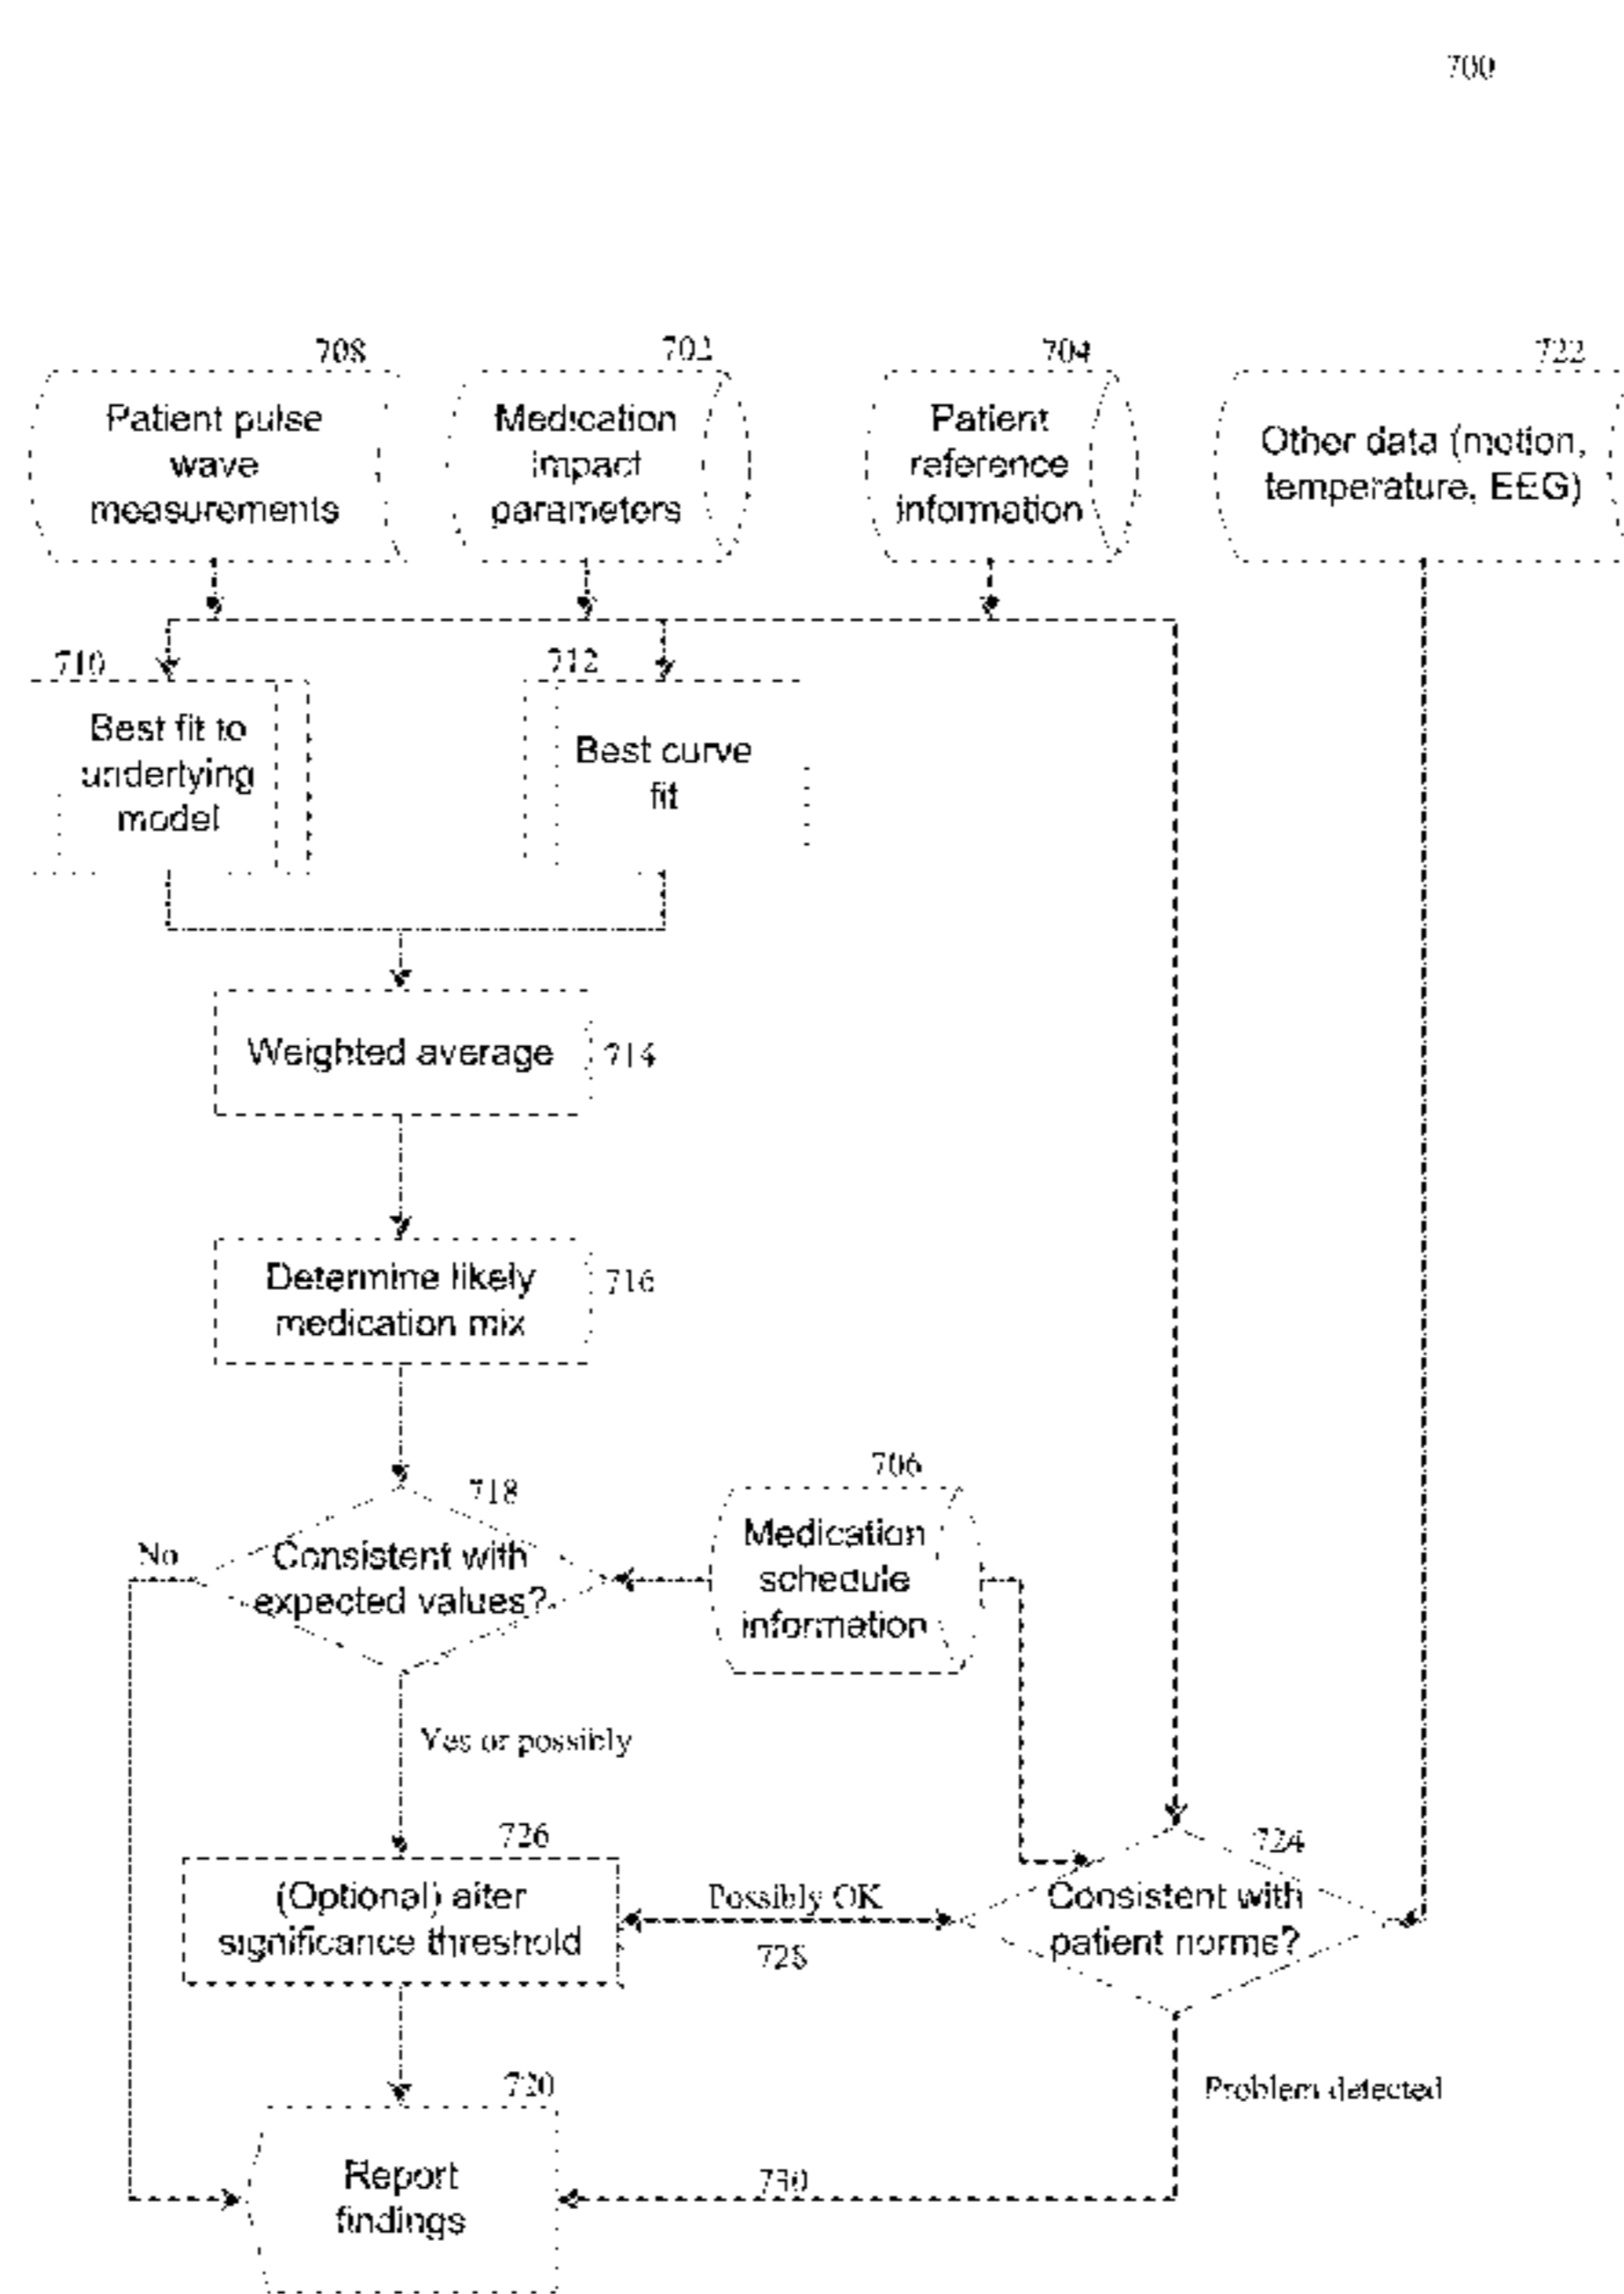 700
708
702
704
722
Patient pulse
wave
measurements
Medication
impact
parameters
Patient
reference
information
Other data (motion,
temperature, EEG)
710
712
Best fit to
underlying
model
Best curve
fit
Weighted average
714
Determine likely
medication mix
716
706
718
No
Consistent with
expected values?
Medication
schedule
information
Yes or possibly
726
724
(Optional) alter
significance threshold
Possibly OK
728
Consistent with
patient norms?
720
Problem detected
Report
findings
730